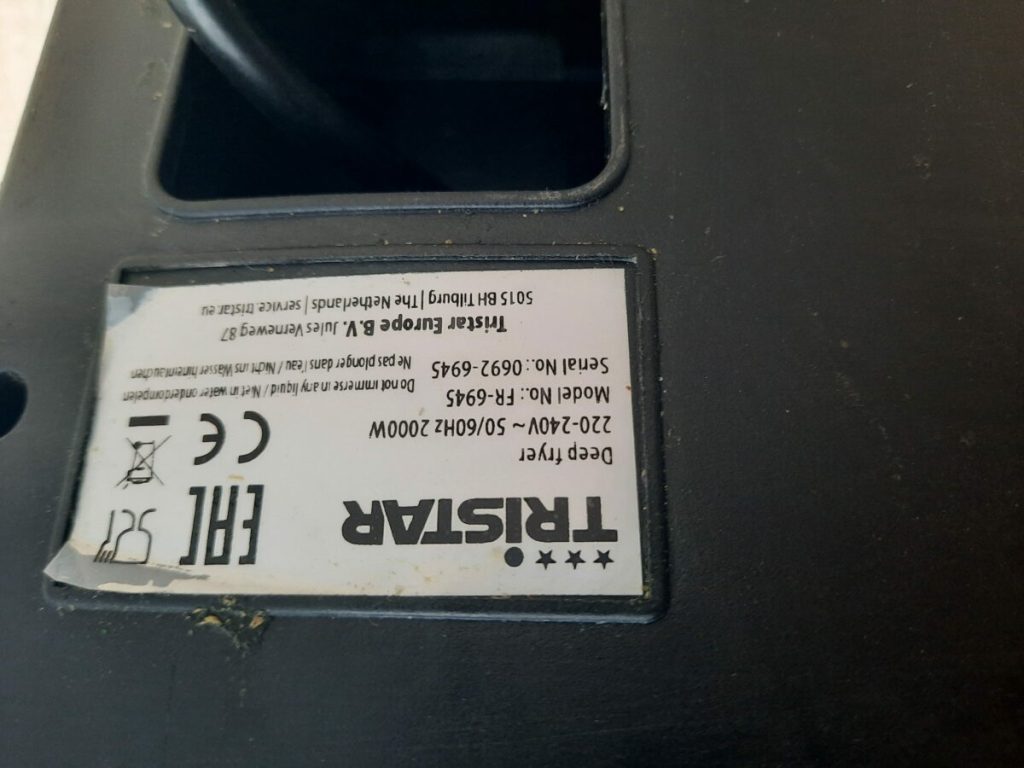 TRISTAR
Deep fryer
220-240V ~ 50/60Hz 2000W
Model No.: FR-6945
Serial No.: 0692-6945
EAC
CE
Do not immerse in any liquid / Niet in water onderdompelen
Ne pas plonger dans l'eau / Nicht ins Wasser hineintauchen
Tristar Europe B.V. Jules Verneweg 87
5015 BH Tilburg | The Netherlands | service.tristar.eu